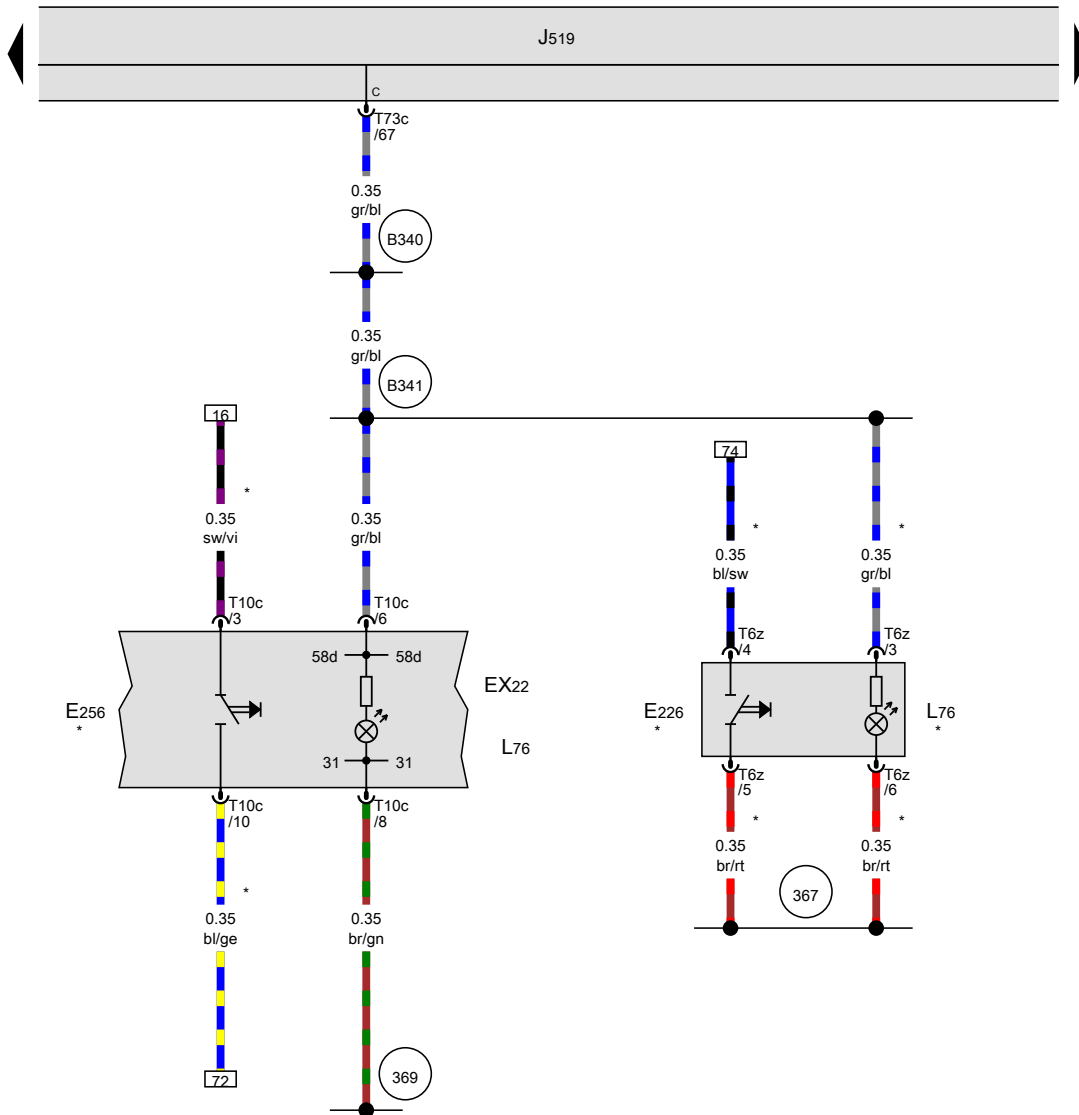 J519
C
T73c
/67
0.35
gr/bl
B340
0.35
gr/bl
B341
16
74
*
0.35
sw/vi
0.35
gr/bl
*
0.35
bl/sw
*
0.35
gr/bl
T10c
/3
T10c
/6
T6z
/4
T6z
/3
58d
58d
EX22
E256
*
L76
31
31
E226
*
L76
*
T10c
/10
T10c
/8
T6z
/5
T6z
/6
*
*
0.35
br/rt
0.35
br/rt
367
*
0.35
bl/ge
0.35
br/gn
72
369